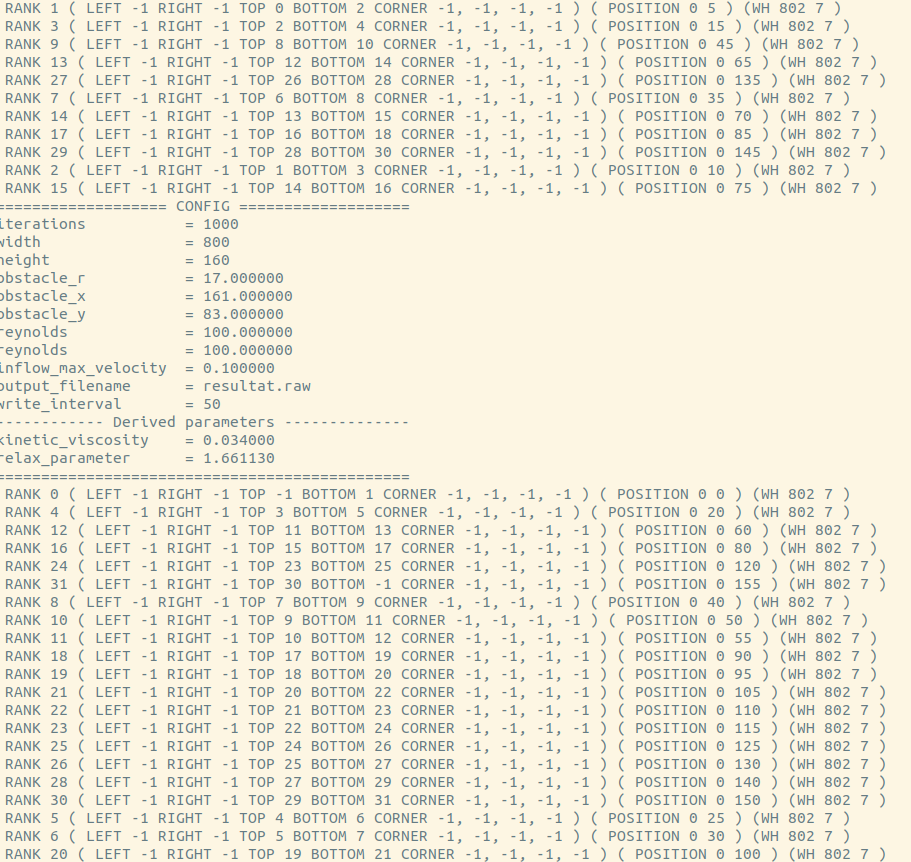 RANK 1 ( LEFT -1 RIGHT -1 TOP 0 BOTTOM 2 CORNER -1, -1, -1, -1 ) ( POSITION 0 5 ) (WH 802 7 )
RANK 3 ( LEFT -1 RIGHT -1 TOP 2 BOTTOM 4 CORNER -1, -1, -1, -1 ) ( POSITION 0 15 ) (WH 802 7 )
RANK 9 ( LEFT -1 RIGHT -1 TOP 8 BOTTOM 10 CORNER -1, -1, -1, -1 ) ( POSITION 0 45 ) (WH 802 7 )
RANK 13 ( LEFT -1 RIGHT -1 TOP 12 BOTTOM 14 CORNER -1, -1, -1, -1 ) ( POSITION 0 65 ) (WH 802 7 )
RANK 27 ( LEFT -1 RIGHT -1 TOP 26 BOTTOM 28 CORNER -1, -1, -1, -1 ) ( POSITION 0 135 ) (WH 802 7 )
RANK 7 ( LEFT -1 RIGHT -1 TOP 6 BOTTOM 8 CORNER -1, -1, -1, -1 ) ( POSITION 0 35 ) (WH 802 7 )
RANK 14 ( LEFT -1 RIGHT -1 TOP 13 BOTTOM 15 CORNER -1, -1, -1, -1 ) ( POSITION 0 70 ) (WH 802 7 )
RANK 17 ( LEFT -1 RIGHT -1 TOP 16 BOTTOM 18 CORNER -1, -1, -1, -1 ) ( POSITION 0 85 ) (WH 802 7 )
RANK 29 ( LEFT -1 RIGHT -1 TOP 28 BOTTOM 30 CORNER -1, -1, -1, -1 ) ( POSITION 0 145 ) (WH 802 7 )
RANK 2 ( LEFT -1 RIGHT -1 TOP 1 BOTTOM 3 CORNER -1, -1, -1, -1 ) ( POSITION 0 10 ) (WH 802 7 )
RANK 15 ( LEFT -1 RIGHT -1 TOP 14 BOTTOM 16 CORNER -1, -1, -1, -1 ) ( POSITION 0 75 ) (WH 802 7 )
=================== CONFIG ===================
iterations           = 1000
width                = 800
height               = 160
obstacle_r           = 17.000000
obstacle_x           = 161.000000
obstacle_y           = 83.000000
reynolds             = 100.000000
reynolds             = 100.000000
inflow_max_velocity  = 0.100000
output_filename      = resultat.raw
write_interval       = 50
------------ Derived parameters --------------
kinetic_viscosity    = 0.034000
relax_parameter      = 1.661130
==============================================
RANK 0 ( LEFT -1 RIGHT -1 TOP -1 BOTTOM 1 CORNER -1, -1, -1, -1 ) ( POSITION 0 0 ) (WH 802 7 )
RANK 4 ( LEFT -1 RIGHT -1 TOP 3 BOTTOM 5 CORNER -1, -1, -1, -1 ) ( POSITION 0 20 ) (WH 802 7 )
RANK 12 ( LEFT -1 RIGHT -1 TOP 11 BOTTOM 13 CORNER -1, -1, -1, -1 ) ( POSITION 0 60 ) (WH 802 7 )
RANK 16 ( LEFT -1 RIGHT -1 TOP 15 BOTTOM 17 CORNER -1, -1, -1, -1 ) ( POSITION 0 80 ) (WH 802 7 )
RANK 24 ( LEFT -1 RIGHT -1 TOP 23 BOTTOM 25 CORNER -1, -1, -1, -1 ) ( POSITION 0 120 ) (WH 802 7 )
RANK 31 ( LEFT -1 RIGHT -1 TOP 30 BOTTOM -1 CORNER -1, -1, -1, -1 ) ( POSITION 0 155 ) (WH 802 7 )
RANK 8 ( LEFT -1 RIGHT -1 TOP 7 BOTTOM 9 CORNER -1, -1, -1, -1 ) ( POSITION 0 40 ) (WH 802 7 )
RANK 10 ( LEFT -1 RIGHT -1 TOP 9 BOTTOM 11 CORNER -1, -1, -1, -1 ) ( POSITION 0 50 ) (WH 802 7 )
RANK 11 ( LEFT -1 RIGHT -1 TOP 10 BOTTOM 12 CORNER -1, -1, -1, -1 ) ( POSITION 0 55 ) (WH 802 7 )
RANK 18 ( LEFT -1 RIGHT -1 TOP 17 BOTTOM 19 CORNER -1, -1, -1, -1 ) ( POSITION 0 90 ) (WH 802 7 )
RANK 19 ( LEFT -1 RIGHT -1 TOP 18 BOTTOM 20 CORNER -1, -1, -1, -1 ) ( POSITION 0 95 ) (WH 802 7 )
RANK 21 ( LEFT -1 RIGHT -1 TOP 20 BOTTOM 22 CORNER -1, -1, -1, -1 ) ( POSITION 0 105 ) (WH 802 7 )
RANK 22 ( LEFT -1 RIGHT -1 TOP 21 BOTTOM 23 CORNER -1, -1, -1, -1 ) ( POSITION 0 110 ) (WH 802 7 )
RANK 23 ( LEFT -1 RIGHT -1 TOP 22 BOTTOM 24 CORNER -1, -1, -1, -1 ) ( POSITION 0 115 ) (WH 802 7 )
RANK 25 ( LEFT -1 RIGHT -1 TOP 24 BOTTOM 26 CORNER -1, -1, -1, -1 ) ( POSITION 0 125 ) (WH 802 7 )
RANK 26 ( LEFT -1 RIGHT -1 TOP 25 BOTTOM 27 CORNER -1, -1, -1, -1 ) ( POSITION 0 130 ) (WH 802 7 )
RANK 28 ( LEFT -1 RIGHT -1 TOP 27 BOTTOM 29 CORNER -1, -1, -1, -1 ) ( POSITION 0 140 ) (WH 802 7 )
RANK 30 ( LEFT -1 RIGHT -1 TOP 29 BOTTOM 31 CORNER -1, -1, -1, -1 ) ( POSITION 0 150 ) (WH 802 7 )
RANK 5 ( LEFT -1 RIGHT -1 TOP 4 BOTTOM 6 CORNER -1, -1, -1, -1 ) ( POSITION 0 25 ) (WH 802 7 )
RANK 6 ( LEFT -1 RIGHT -1 TOP 5 BOTTOM 7 CORNER -1, -1, -1, -1 ) ( POSITION 0 30 ) (WH 802 7 )
RANK 20 ( LEFT -1 RIGHT -1 TOP 19 BOTTOM 21 CORNER -1, -1, -1, -1 ) ( POSITION 0 100 ) (WH 802 7 )